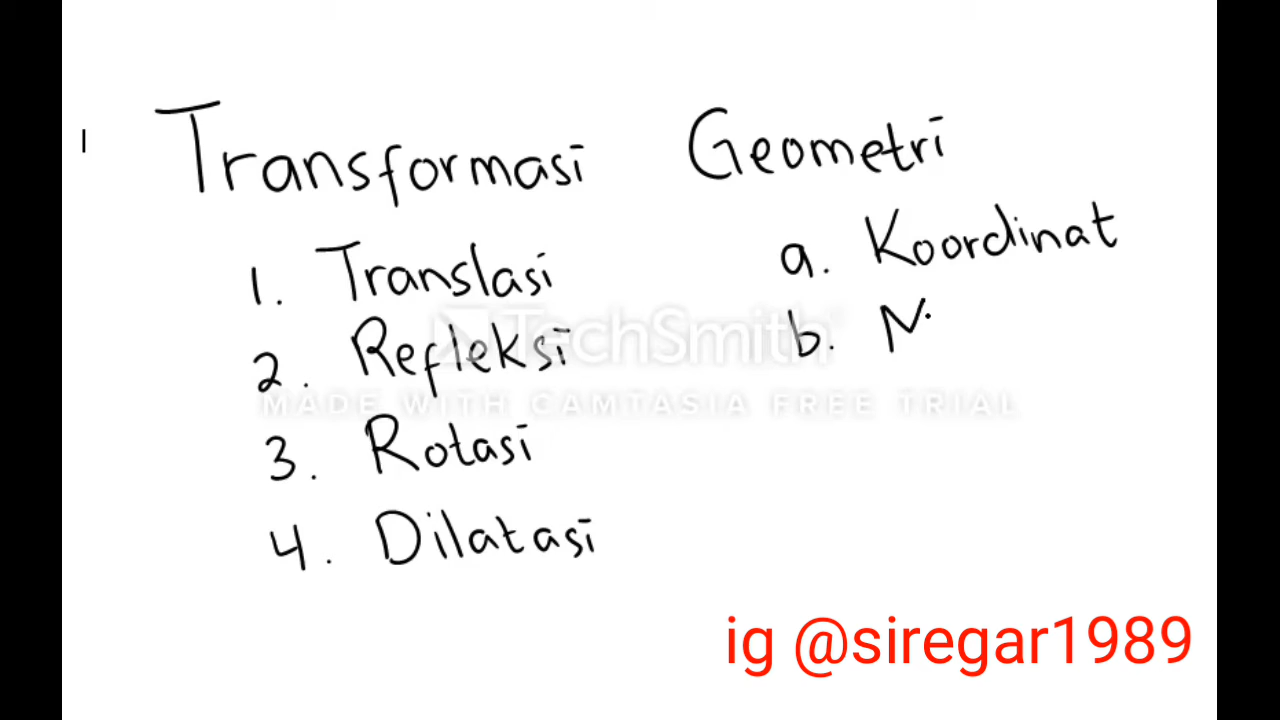 Transformasi Geometri
1. Translasi
2. Refleksi
3. Rotasi
4. Dilatasi
a. Koordinat
b.
TechSmith
MADE WITH CAMTASIA FREE TRIAL
ig @siregar1989